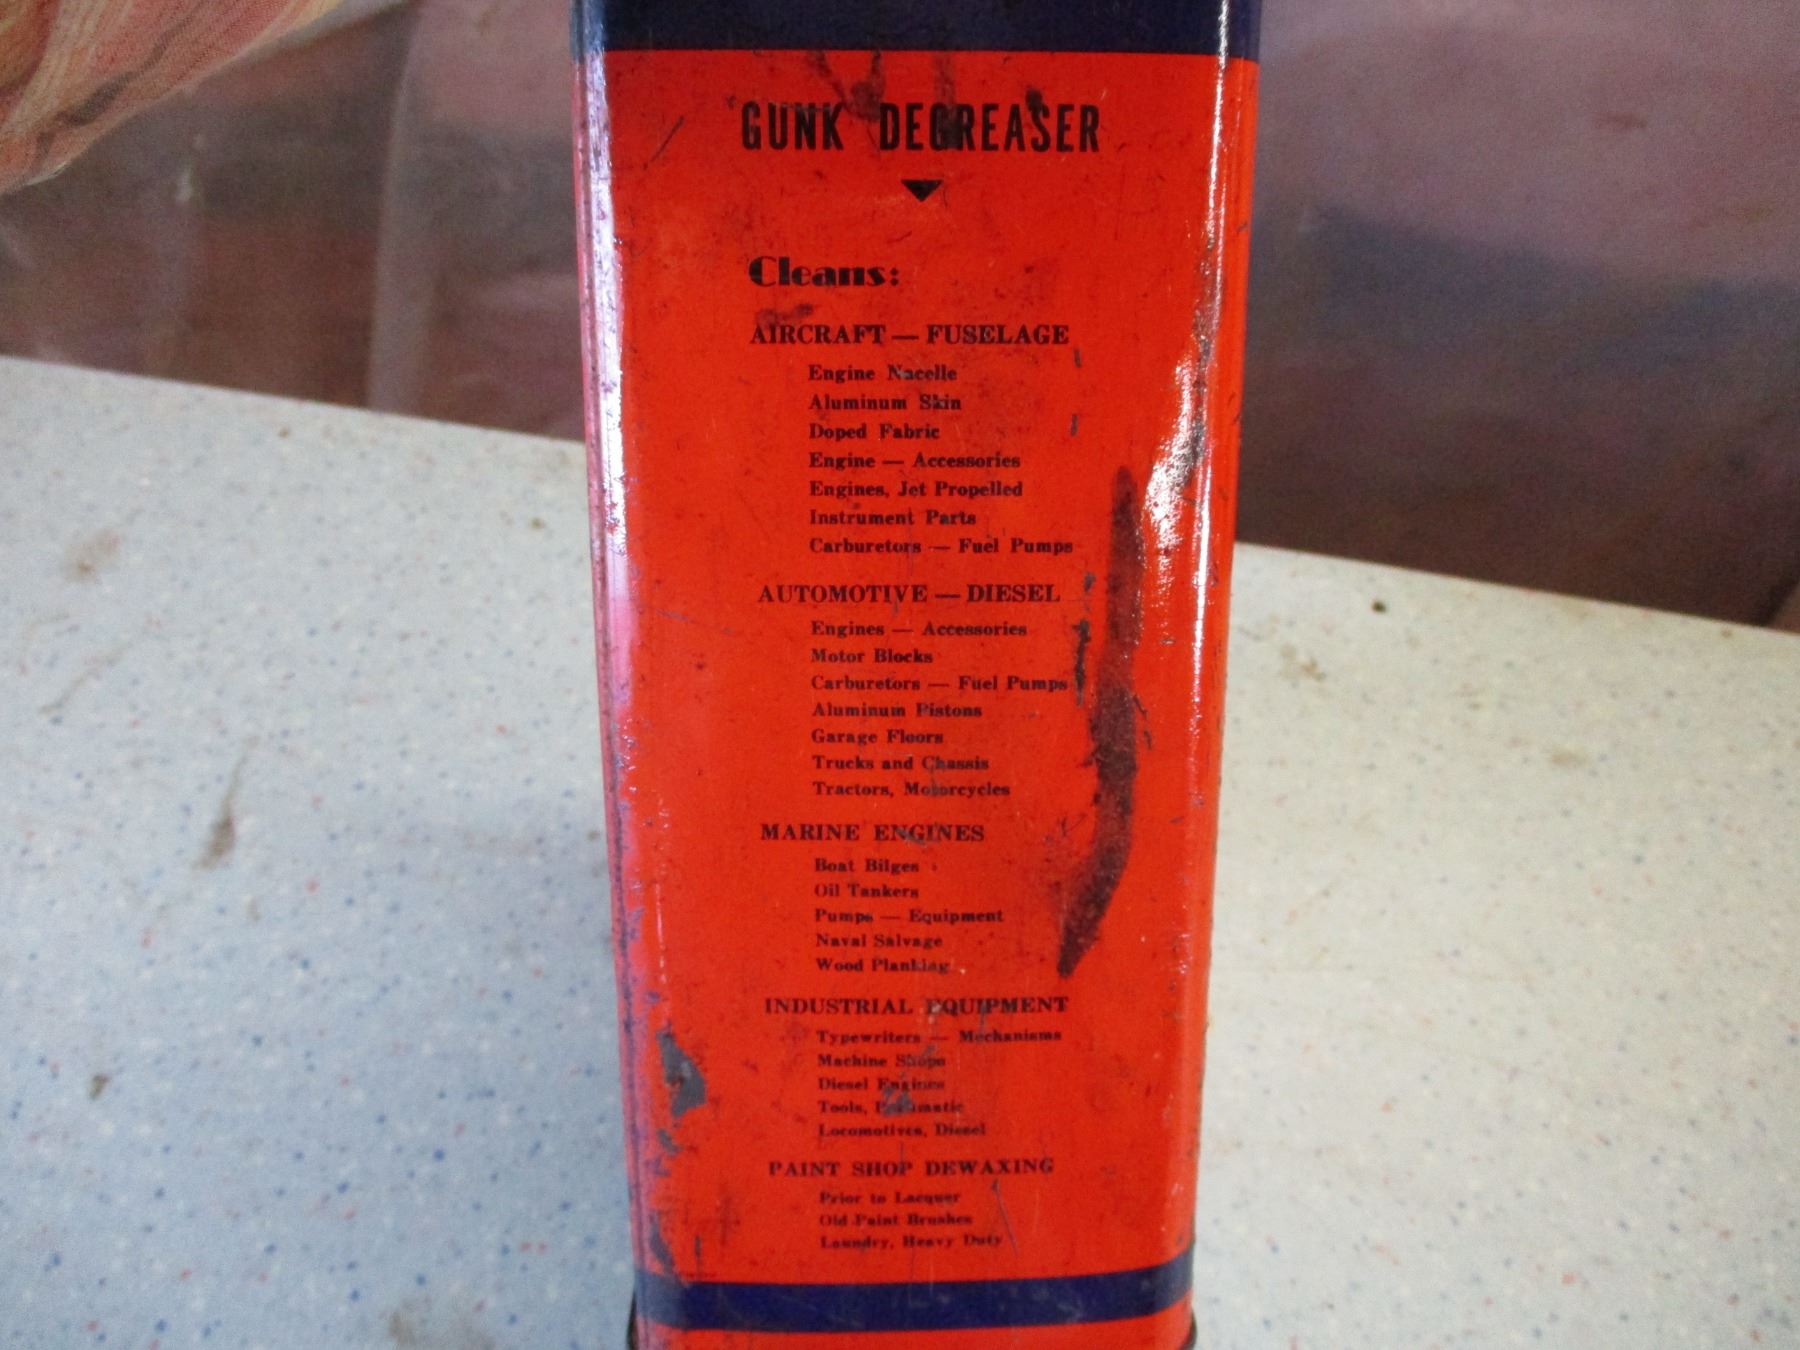 GUNK DEGREASER
Cleans:
AIRCRAFT — FUSELAGE
Engine Nacelle
Aluminum Skin
Doped Fabric
Engine — Accessories
Engines, Jet Propelled
Instrument Parts
Carburetors — Fuel Pumps
AUTOMOTIVE — DIESEL
Engines — Accessories
Motor Blocks
Carburetors — Fuel Pumps
Aluminum Pistons
Garage Floors
Trucks and Chassis
Tractors, Motorcycles
MARINE ENGINES
Boat Bilges
Oil Tankers
Pumps — Equipment
Naval Salvage
Wood Planking
INDUSTRIAL EQUIPMENT
Typewriters — Mechanisms
Machine Shops
Diesel Engines
Tools, Pneumatic
Locomotives, Diesel
PAINT SHOP DEWAXING
Prior to Lacquer
Old Paint Brushes
Laundry, Heavy Duty